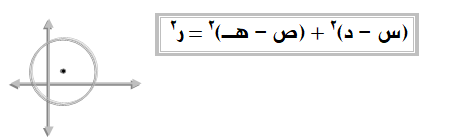 (س – د)٢ + (ص – هـ)٢ = ر٢